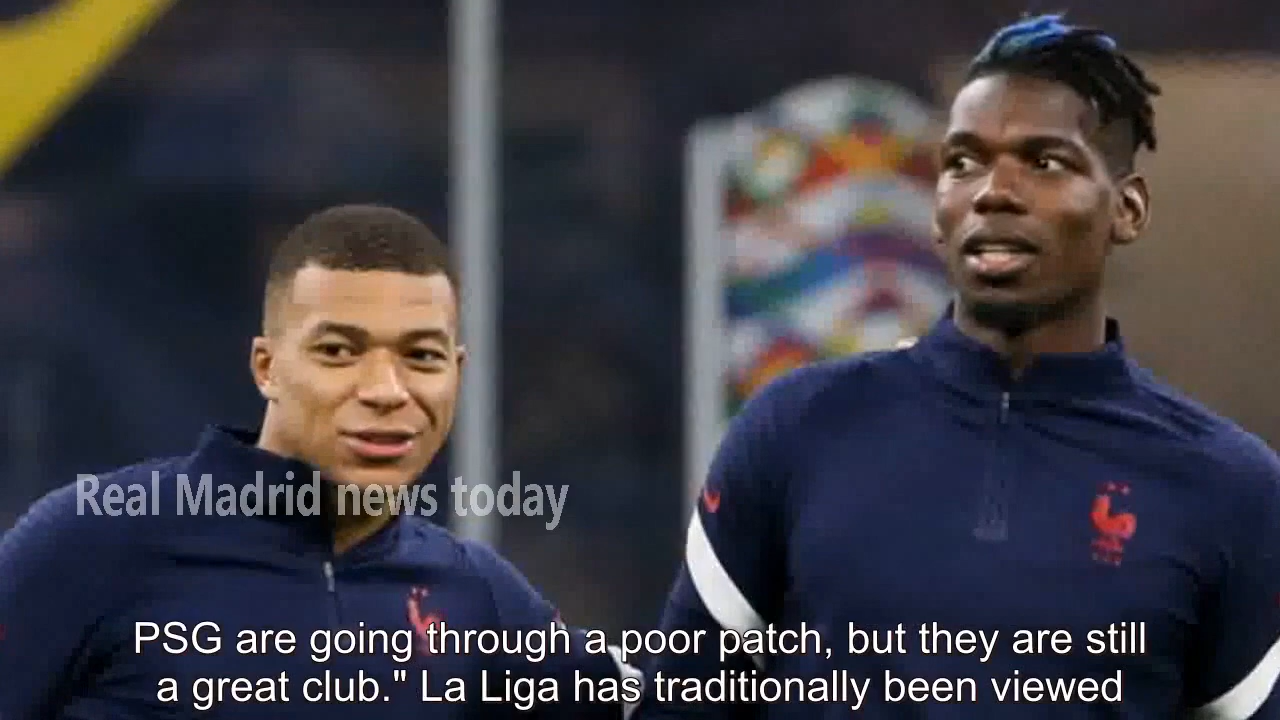 Real Madrid news today
PSG are going through a poor patch, but they are still
a great club." La Liga has traditionally been viewed